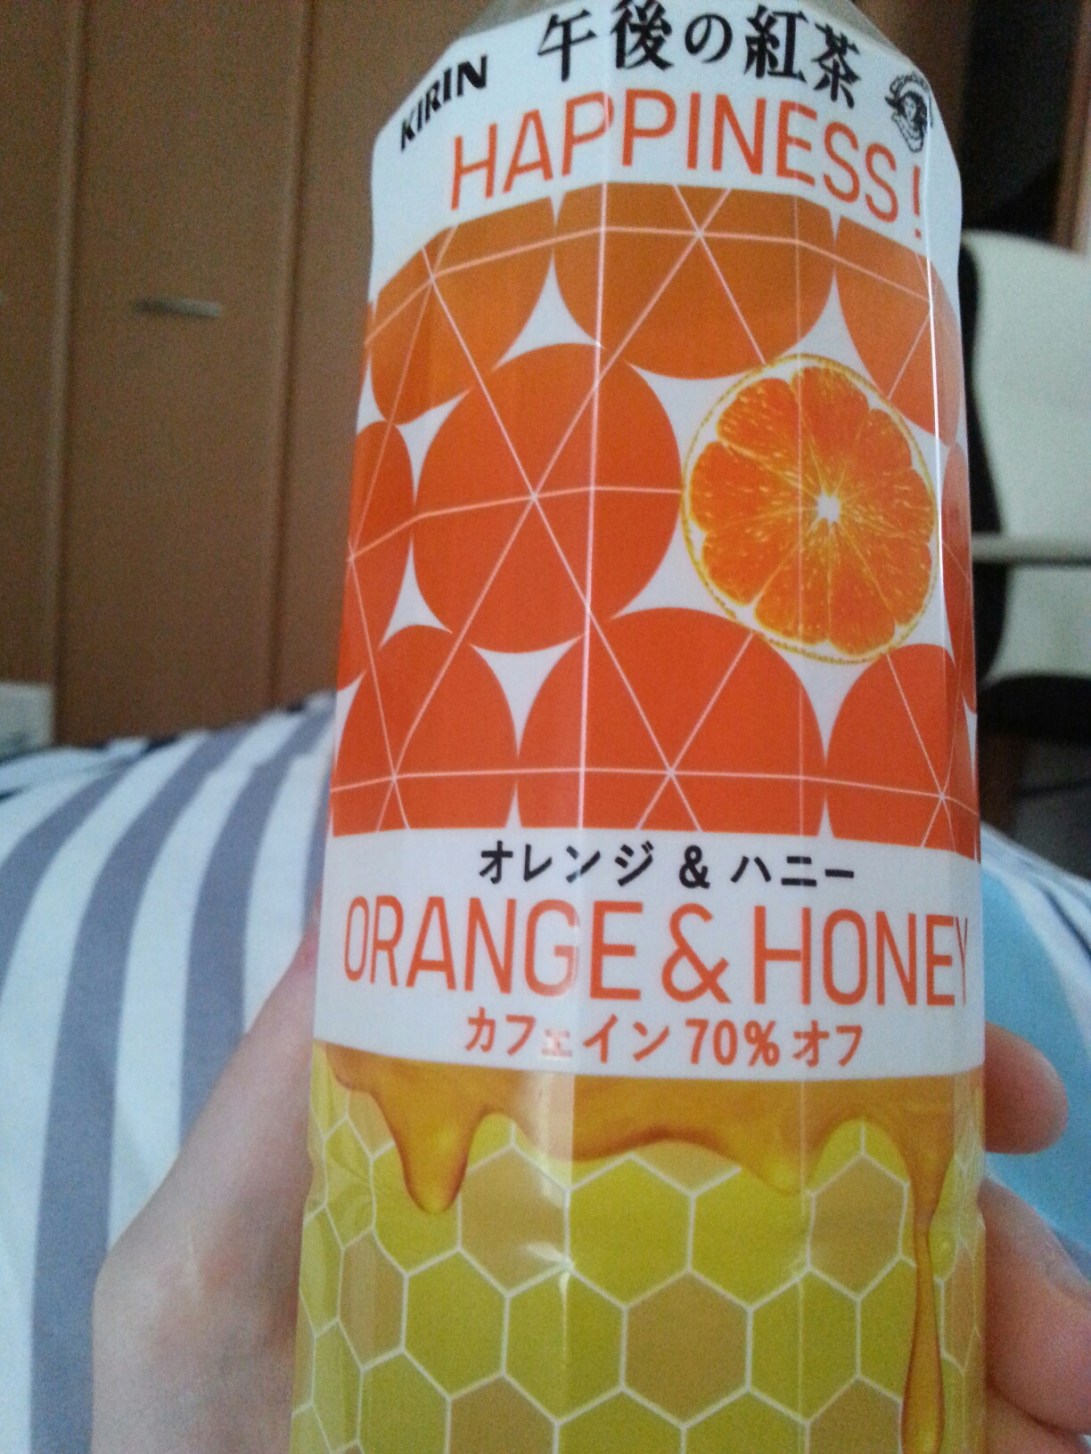 KIRIN 午後の紅茶
HAPPINESS!
オレンジ & ハニー
ORANGE & HONEY
カフェイン 70% オフ